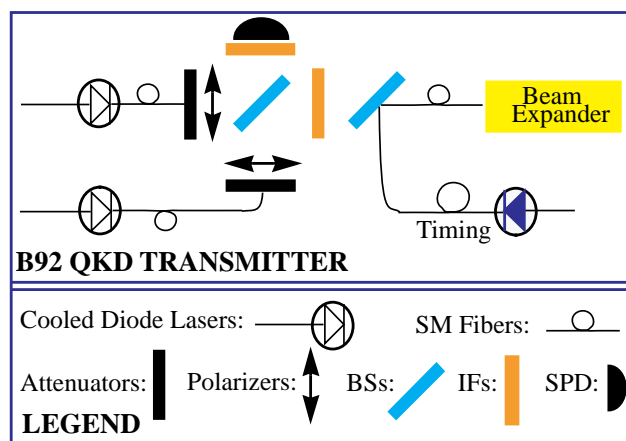 Beam
Expander
Timing
B92 QKD TRANSMITTER
Cooled Diode Lasers:
SM Fibers:
Attenuators:
Polarizers:
BSs:
IFs:
SPD:
LEGEND